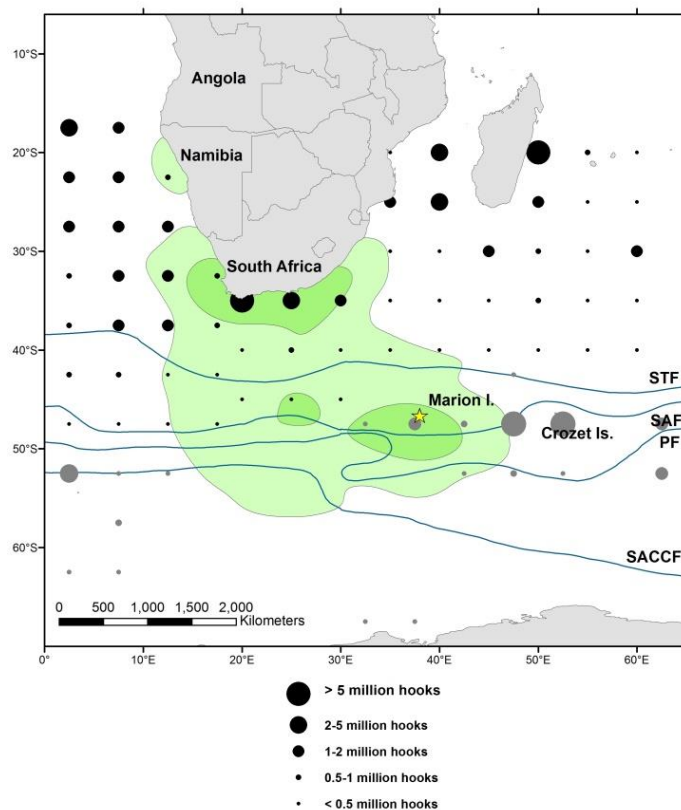 10°S
Angola
20°S
Namibia
30°S
South Africa
40°S
STF
Marion I.
SAF
Crozet Is.
50°S
PF
60°S
SACCF
0 500 1,000 1,500 2,000
Kilometers
0° 10°E 20°E 30°E 40°E 50°E 60°E
> 5 million hooks
2-5 million hooks
1-2 million hooks
0.5-1 million hooks
< 0.5 million hooks